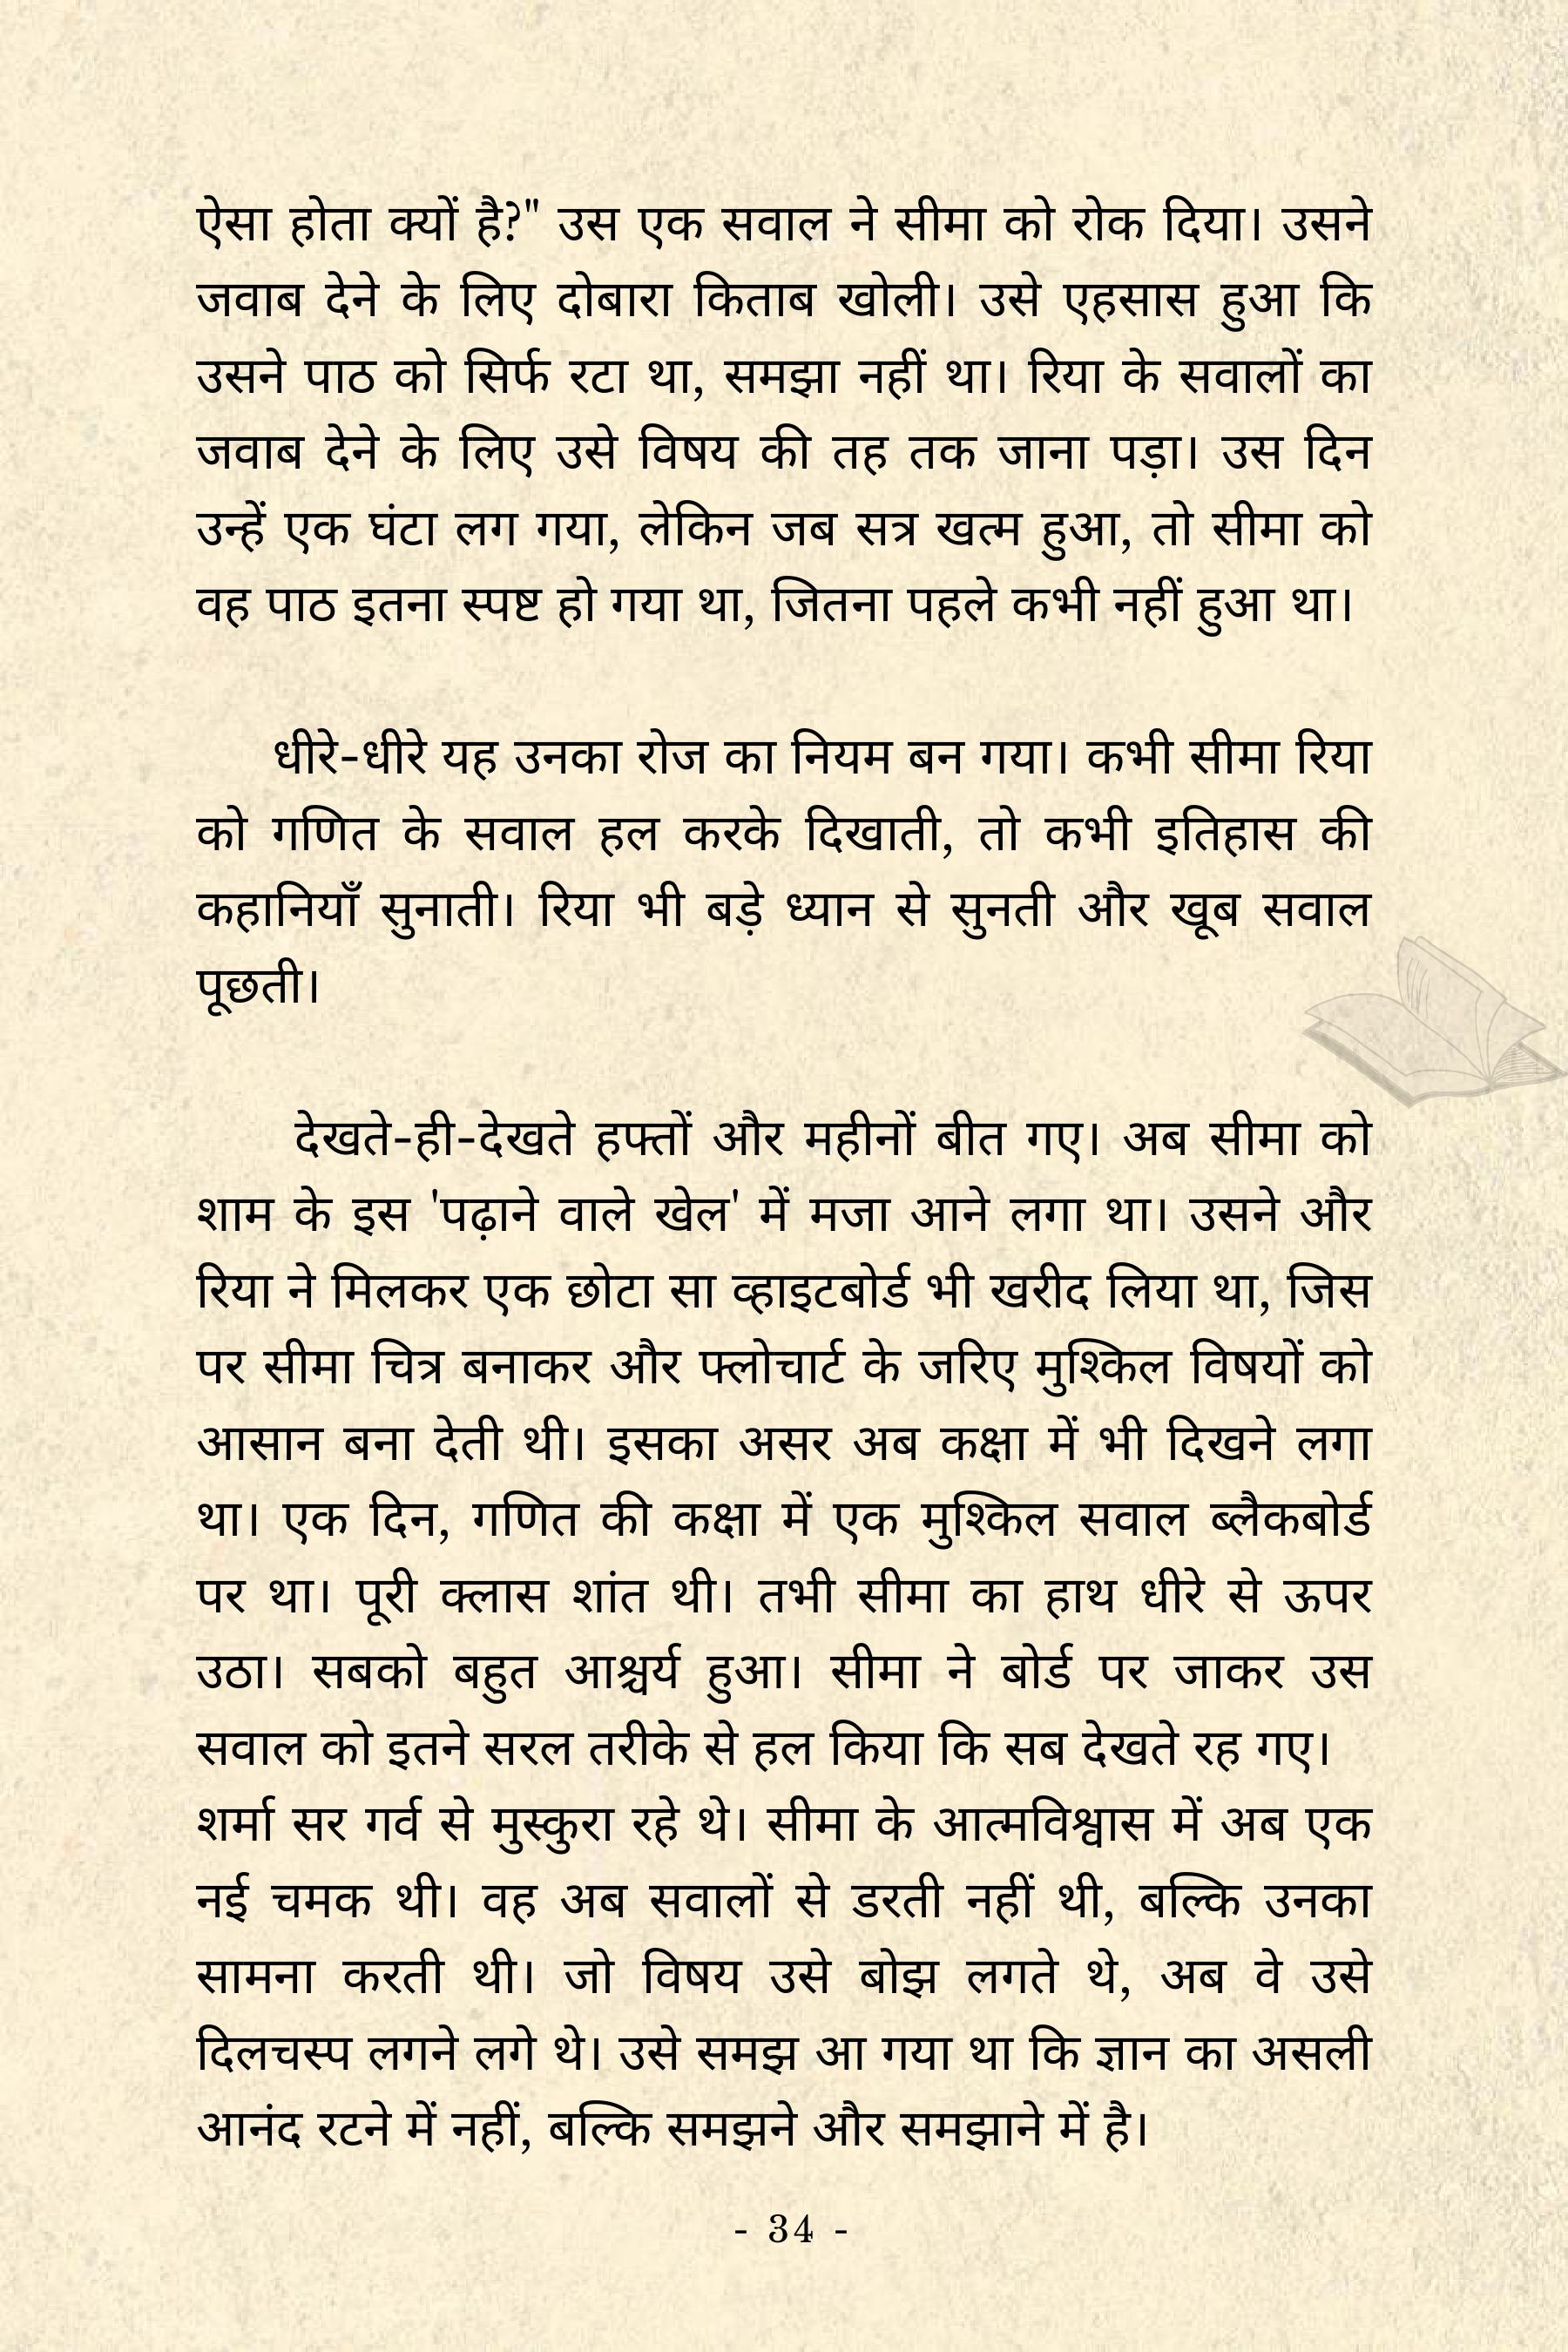 ऐसा होता क्यों है?" उस एक सवाल ने सीमा को रोक दिया। उसने
जवाब देने के लिए दोबारा किताब खोली। उसे एहसास हुआ कि
उसने पाठ को सिर्फ रटा था, समझा नहीं था। रिया के सवालों का
जवाब देने के लिए उसे विषय की तह तक जाना पड़ा। उस दिन
उन्हें एक घंटा लग गया, लेकिन जब सत्र खत्म हुआ, तो सीमा को
वह पाठ इतना स्पष्ट हो गया था, जितना पहले कभी नहीं हुआ था।
धीरे-धीरे यह उनका रोज का नियम बन गया। कभी सीमा रिया
को गणित के सवाल हल करके दिखाती, तो कभी इतिहास की
कहानियाँ सुनाती। रिया भी बड़े ध्यान से सुनती और खूब सवाल
पूछती।
देखते-ही-देखते हफ्तों और महीनों बीत गए। अब सीमा को
शाम के इस 'पढ़ाने वाले खेल' में मजा आने लगा था। उसने और
रिया ने मिलकर एक छोटा सा व्हाइटबोर्ड भी खरीद लिया था, जिस
पर सीमा चित्र बनाकर और फ्लोचार्ट के जरिए मुश्किल विषयों को
आसान बना देती थी। इसका असर अब कक्षा में भी दिखने लगा
था। एक दिन, गणित की कक्षा में एक मुश्किल सवाल ब्लैकबोर्ड
पर था। पूरी क्लास शांत थी। तभी सीमा का हाथ धीरे से ऊपर
उठा। सबको बहुत आश्चर्य हुआ। सीमा ने बोर्ड पर जाकर उस
सवाल को इतने सरल तरीके से हल किया कि सब देखते रह गए।
शर्मा सर गर्व से मुस्कुरा रहे थे। सीमा के आत्मविश्वास में अब एक
नई चमक थी। वह अब सवालों से डरती नहीं थी, बल्कि उनका
सामना करती थी। जो विषय उसे बोझ लगते थे, अब वे उसे
दिलचस्प लगने लगे थे। उसे समझ आ गया था कि ज्ञान का असली
आनंद रटने में नहीं, बल्कि समझने और समझाने में है।
- 34 -